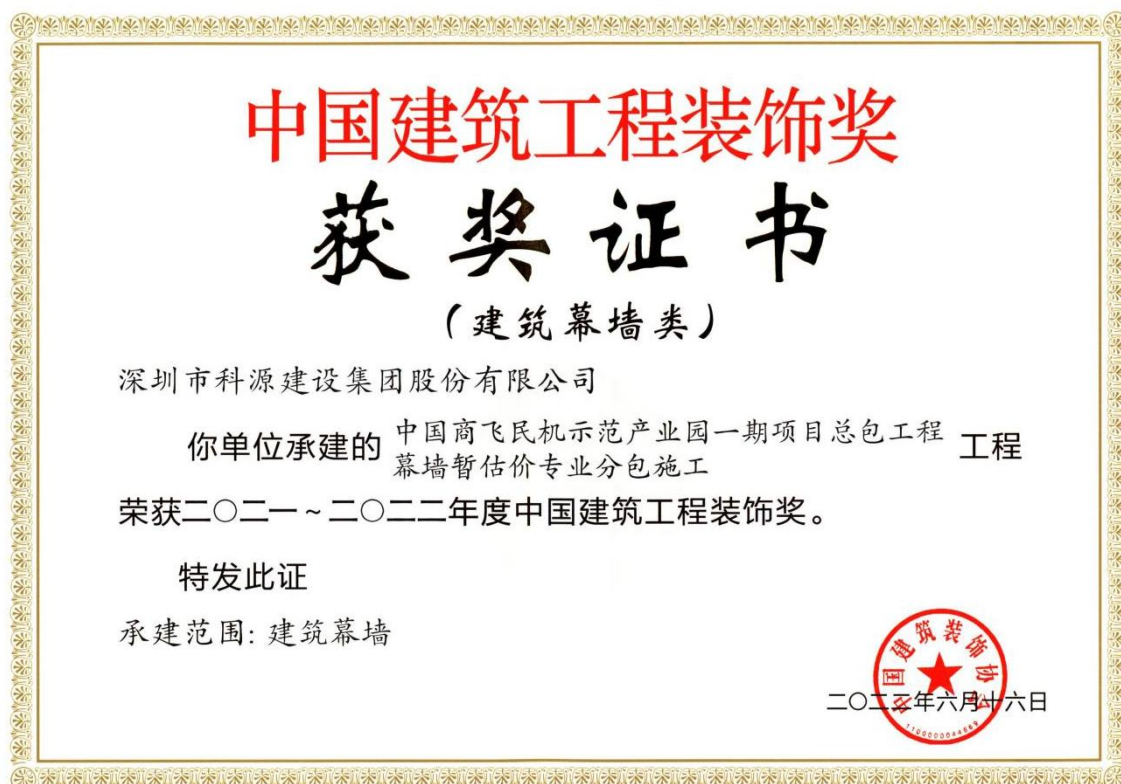 中国建筑工程装饰奖
获奖证书
（建筑幕墙类）
深圳市科源建设集团股份有限公司
你单位承建的 中国商飞民机示范产业园一期项目总包工程 工程
幕墙暂估价专业分包施工
荣获二〇二一～二〇二二年度中国建筑工程装饰奖。
特发此证
承建范围: 建筑幕墙
中国建筑装饰协会
年六月十六日